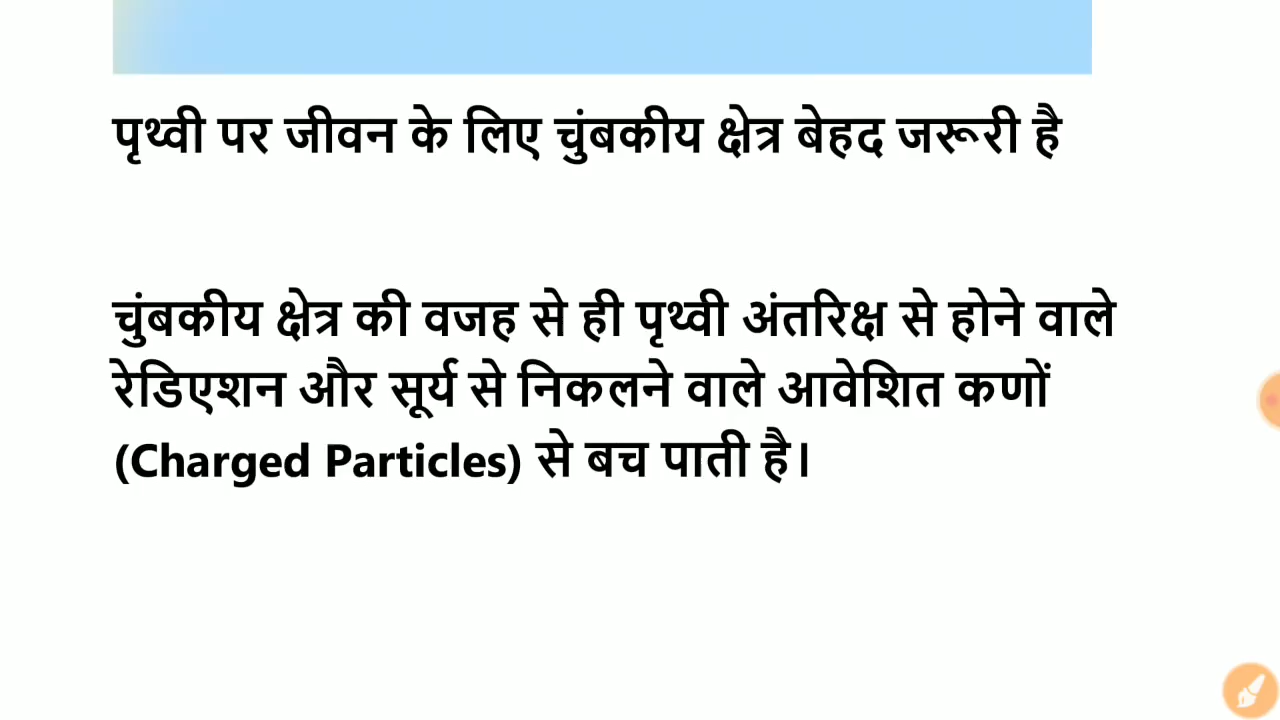 पृथ्वी पर जीवन के लिए चुंबकीय क्षेत्र बेहद जरूरी है
चुंबकीय क्षेत्र की वजह से ही पृथ्वी अंतरिक्ष से होने वाले
रेडिएशन और सूर्य से निकलने वाले आवेशित कणों
(Charged Particles) से बच पाती है।